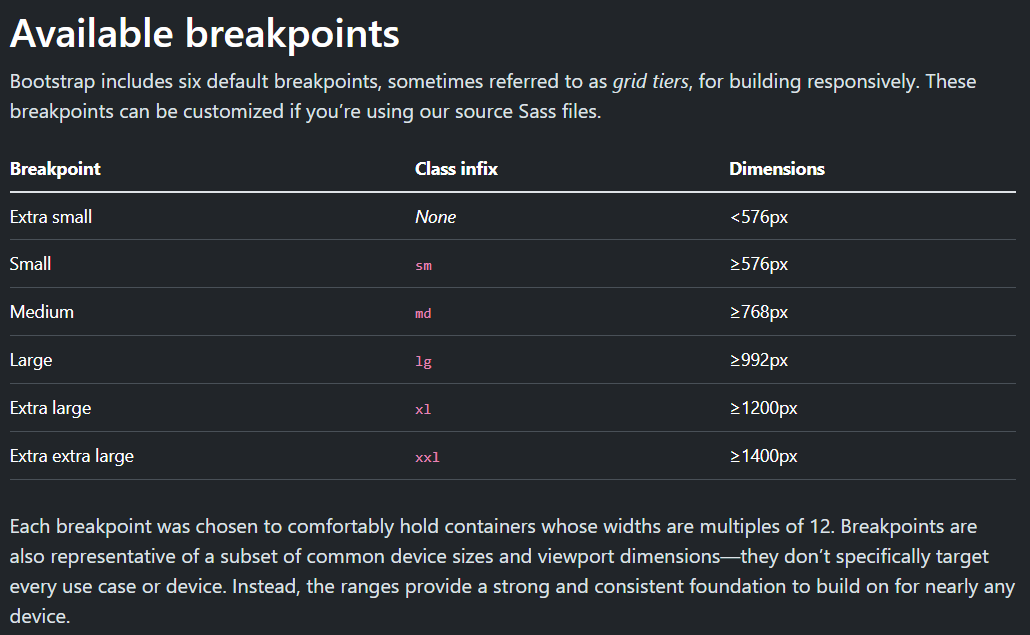 Available breakpoints
Bootstrap includes six default breakpoints, sometimes referred to as grid tiers, for building responsively. These
breakpoints can be customized if you’re using our source Sass files.
Breakpoint Class infix Dimensions
Extra small None <576px
Small sm ≥576px
Medium md ≥768px
Large lg ≥992px
Extra large xl ≥1200px
Extra extra large xxl ≥1400px
Each breakpoint was chosen to comfortably hold containers whose widths are multiples of 12. Breakpoints are
also representative of a subset of common device sizes and viewport dimensions—they don’t specifically target
every use case or device. Instead, the ranges provide a strong and consistent foundation to build on for nearly any
device.